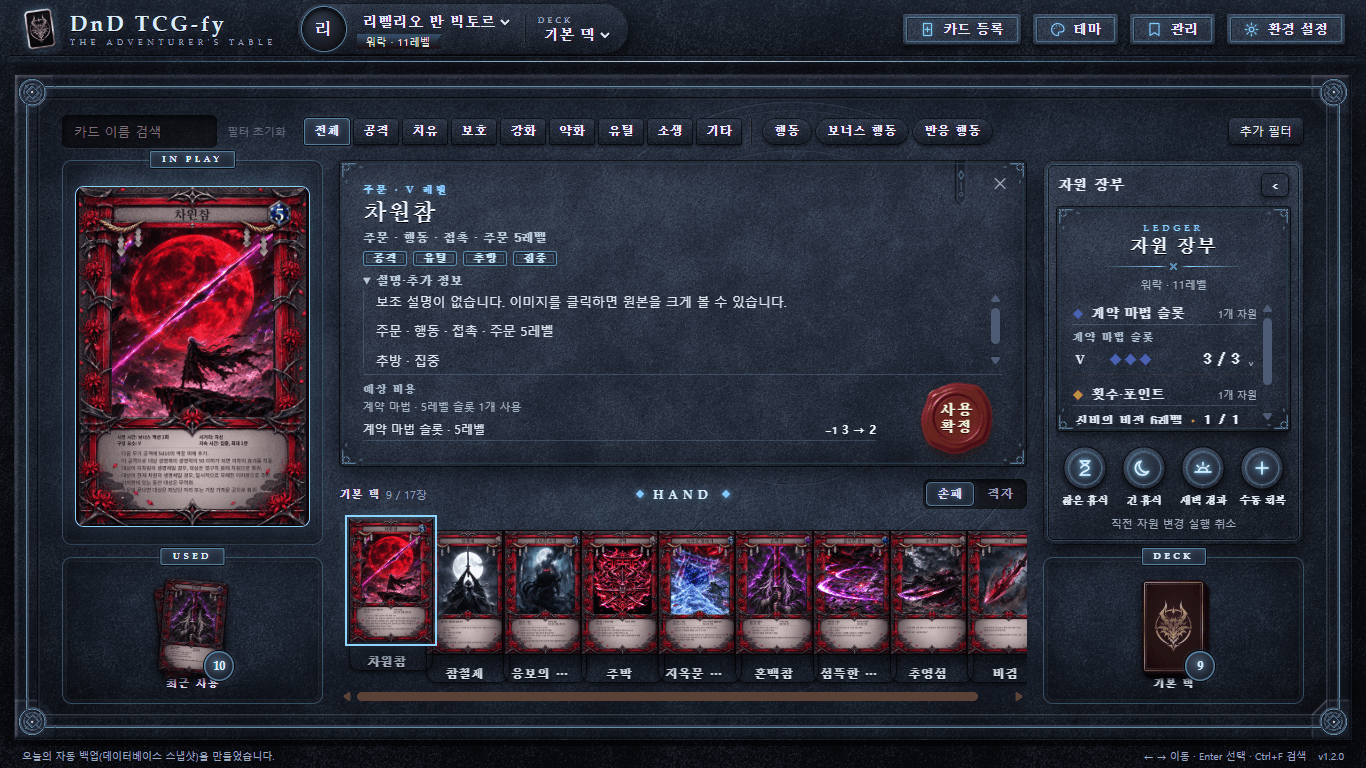 DnD TCG-fy
THE ADVENTURER'S TABLE
리
리벨리오 반 빅토르
워락 · 11레벨
DECK
기본 덱
카드 등록
테마
관리
환경 설정
카드 이름 검색
필터 초기화
전체
공격
치유
보호
강화
약화
유틸
소생
기타
행동
보너스 행동
반응 행동
추가 필터
IN PLAY
차원참
5
주문 · V 레벨
차원참
주문 · 행동 · 접촉 · 주문 5레벨
공격
유틸
추방
집중
▼ 설명·추가 정보
보조 설명이 없습니다. 이미지를 클릭하면 원본을 크게 볼 수 있습니다.
주문 · 행동 · 접촉 · 주문 5레벨
추방 · 집중
예상 비용
계약 마법 · 5레벨 슬롯 1개 사용
계약 마법 슬롯 · 5레벨
−1 3 → 2
사용
확정
자원 장부
<
LEDGER
자원 장부
워락 · 11레벨
계약 마법 슬롯
1개 자원
계약 마법 슬롯
V
3 / 3
횟수·포인트
1개 자원
신비의 비전 6레벨
1 / 1
짧은 휴식
긴 휴식
새벽 경과
수동 회복
직전 자원 변경 실행 취소
기본 덱 9 / 17장
HAND
손패
격자
차원참
참철제
응보의 ...
주박
지옥문 ...
혼백참
섬뜩한 ...
추영섬
비검
USED
10
최근 사용
DECK
9
기본 덱
오늘의 자동 백업(데이터베이스 스냅샷)을 만들었습니다.
← → 이동 · Enter 선택 · Ctrl+F 검색
v1.2.0